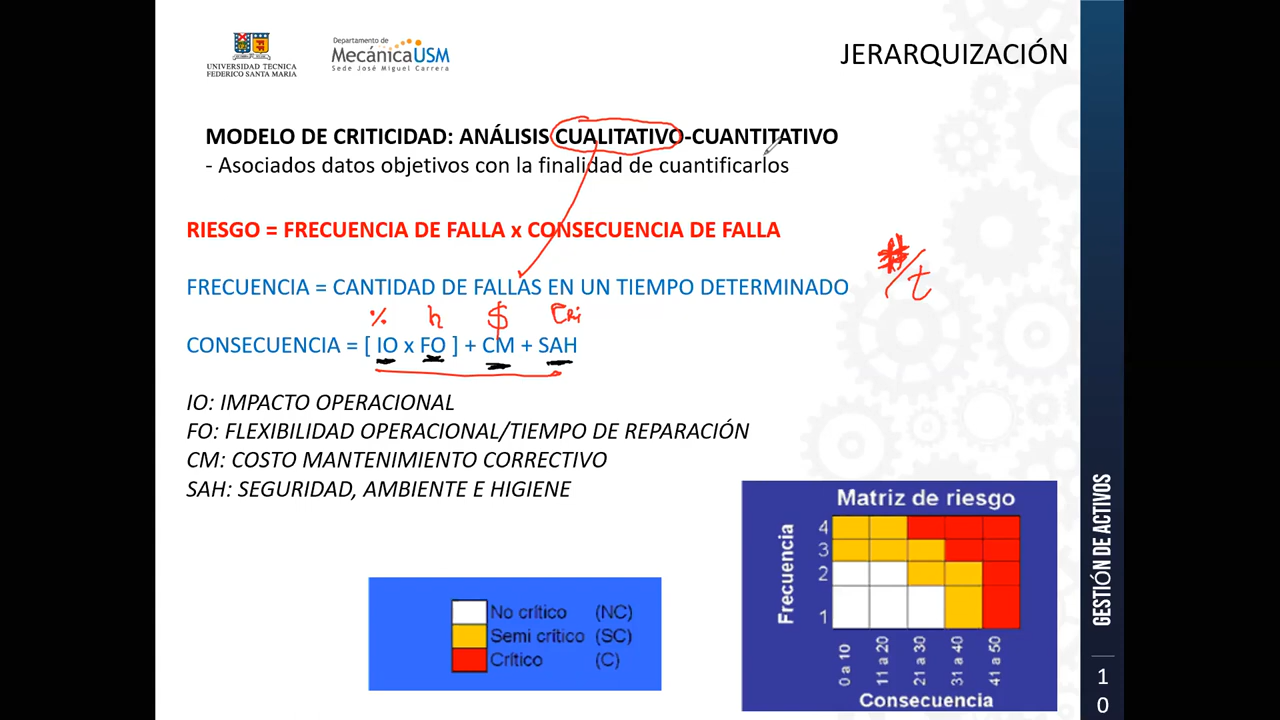 UNIVERSIDAD TECNICA
FEDERICO SANTA MARIA
Departamento de
MecánicaUSM
Sede José Miguel Carrera
JERARQUIZACIÓN
MODELO DE CRITICIDAD: ANÁLISIS CUALITATIVO-CUANTITATIVO
- Asociados datos objetivos con la finalidad de cuantificarlos
RIESGO = FRECUENCIA DE FALLA x CONSECUENCIA DE FALLA
#/t
FRECUENCIA = CANTIDAD DE FALLAS EN UN TIEMPO DETERMINADO
% h $
CONSECUENCIA = [ IO x FO ] + CM + SAH
IO: IMPACTO OPERACIONAL
FO: FLEXIBILIDAD OPERACIONAL/TIEMPO DE REPARACIÓN
CM: COSTO MANTENIMIENTO CORRECTIVO
SAH: SEGURIDAD, AMBIENTE E HIGIENE
No crítico (NC)
Semi crítico (SC)
Crítico (C)
Matriz de riesgo
Frecuencia
4
3
2
1
0 a 10
11 a 20
21 a 30
31 a 40
41 a 50
Consecuencia
GESTIÓN DE ACTIVOS
1
0